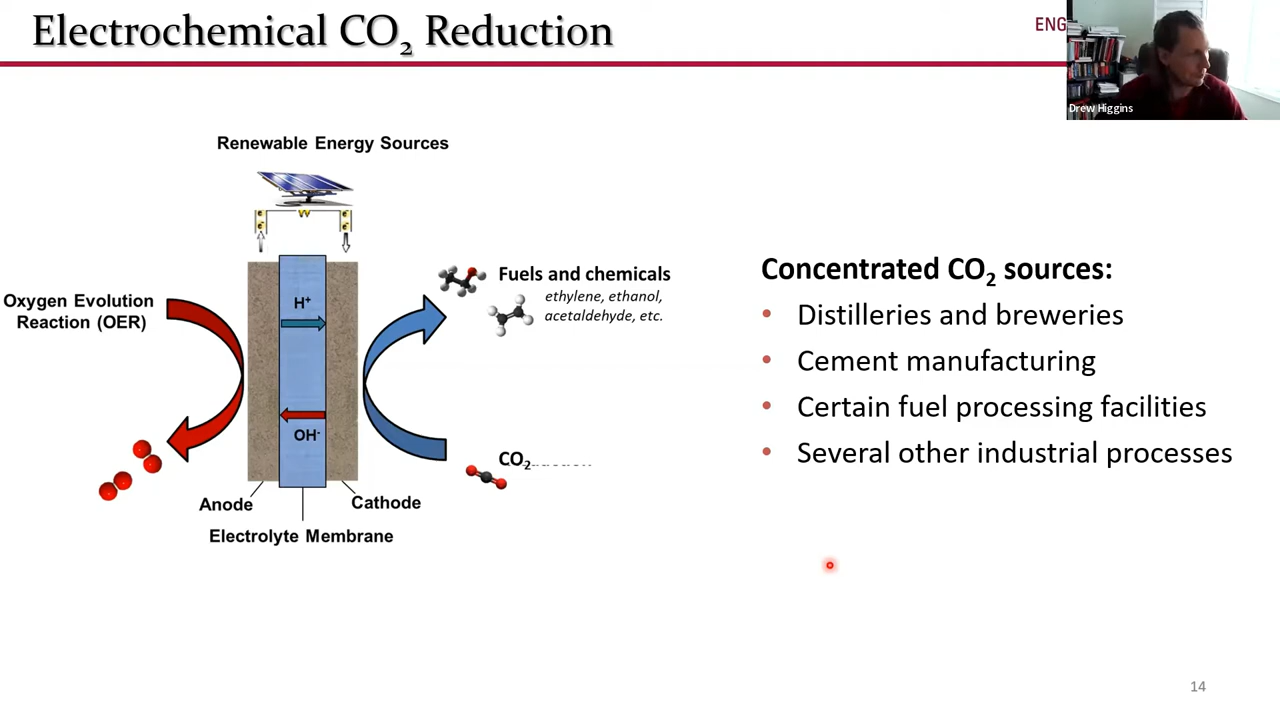 Electrochemical CO₂ Reduction
ENG
Drew Higgins
Renewable Energy Sources
e⁻
e⁻
e⁻
e⁻
Oxygen Evolution
Reaction (OER)
H⁺
OH⁻
Fuels and chemicals
ethylene, ethanol,
acetaldehyde, etc.
CO₂
Anode
Cathode
Electrolyte Membrane
Concentrated CO₂ sources:
• Distilleries and breweries
• Cement manufacturing
• Certain fuel processing facilities
• Several other industrial processes
14